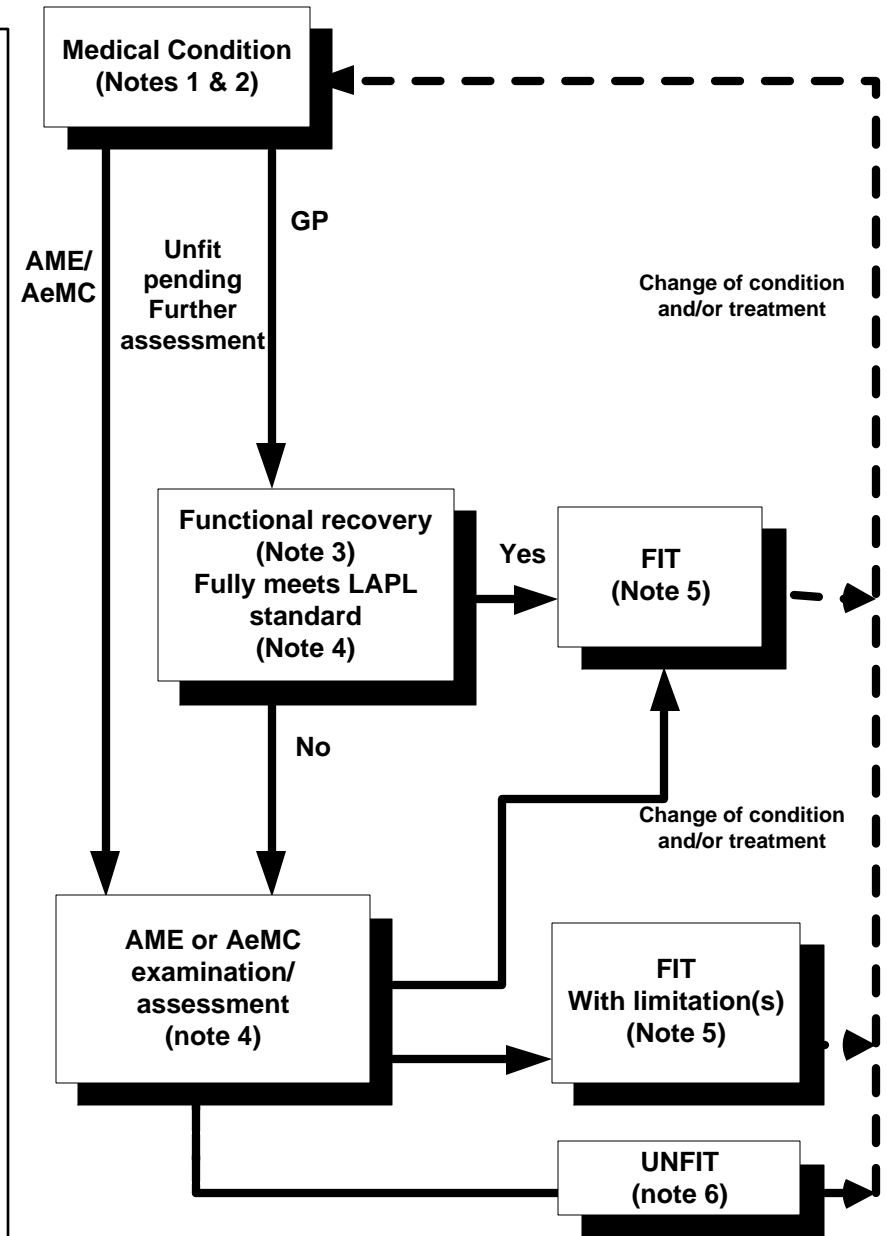 Medical Condition
(Notes 1 & 2)
GP
AME/
AeMC
Unfit
pending
Further
assessment
Change of condition
and/or treatment
Functional recovery
(Note 3)
Fully meets LAPL
standard
(Note 4)
Yes
FIT
(Note 5)
No
Change of condition
and/or treatment
AME or AeMC
examination/
assessment
(note 4)
FIT
With limitation(s)
(Note 5)
UNFIT
(note 6)